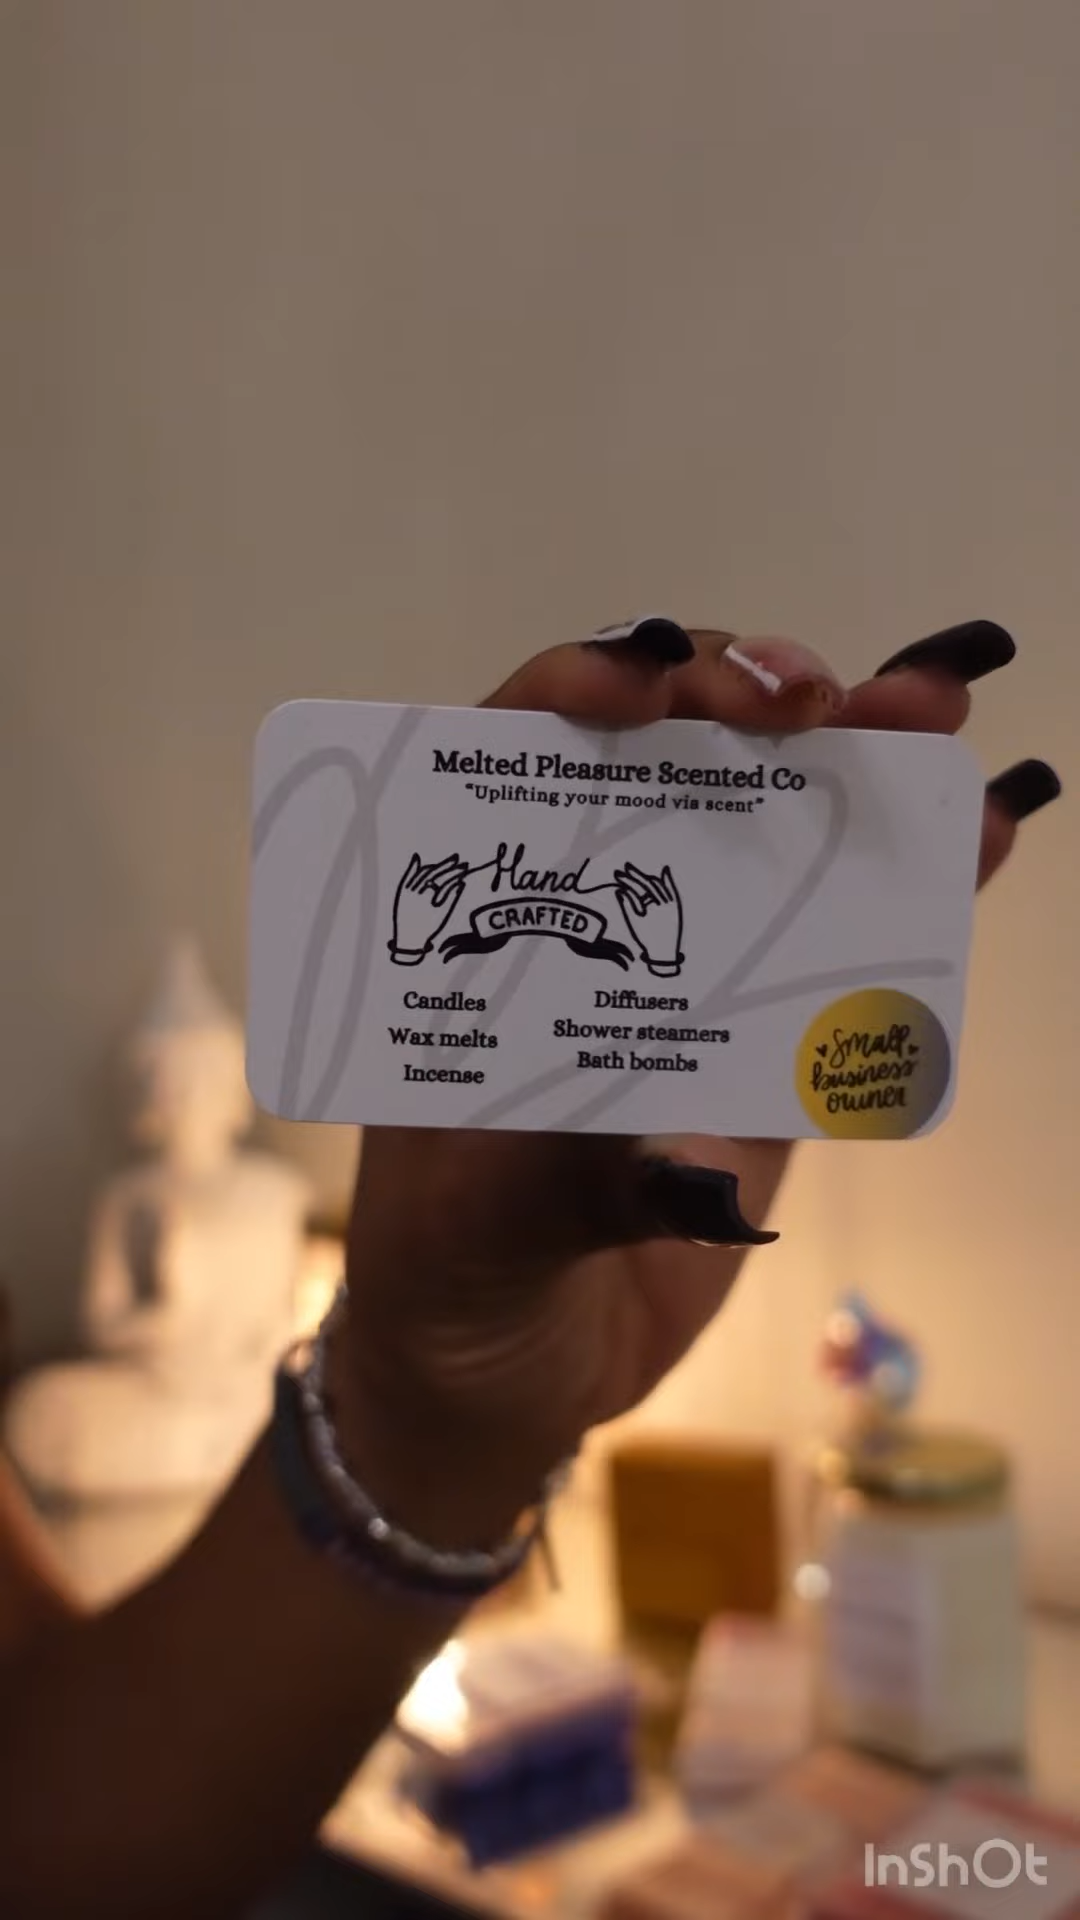 Melted Pleasure Scented Co
“Uplifting your mood via scent”
Hand
CRAFTED
Candles
Wax melts
Incense
Diffusers
Shower steamers
Bath bombs
Small
business
owner
InShOt